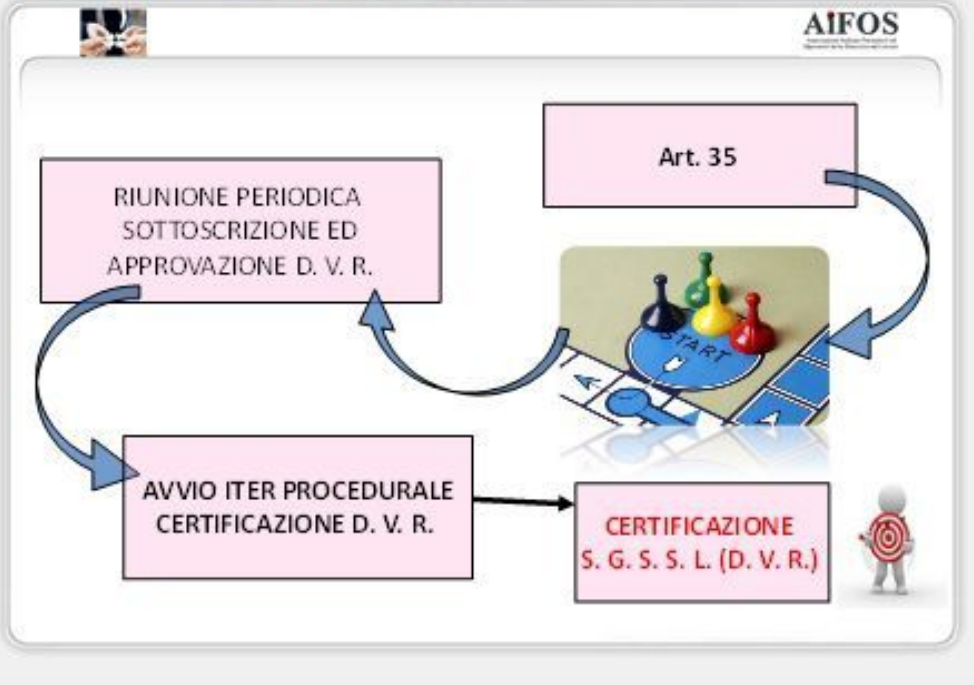 AiFOS
Art. 35
RIUNIONE PERIODICA
SOTTOSCRIZIONE ED
APPROVAZIONE D. V. R.
START
AVVIO ITER PROCEDURALE
CERTIFICAZIONE D. V. R.
CERTIFICAZIONE
S. G. S. S. L. (D. V. R.)